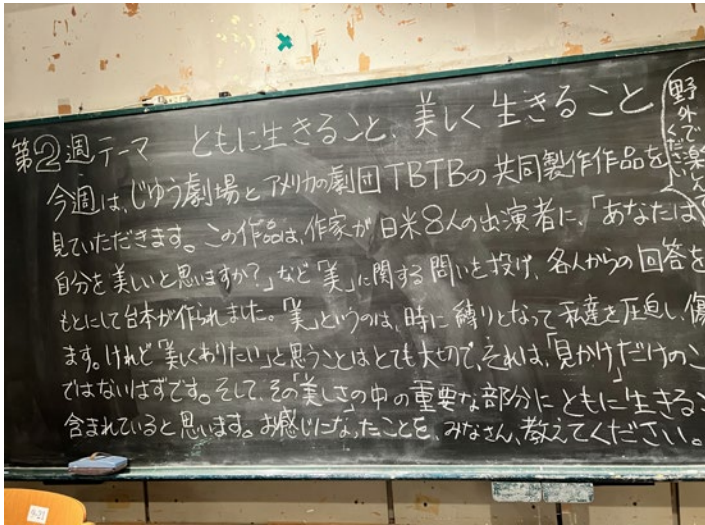 第2週テーマ ともに生きること、美しく生きること
野外で楽しんで
ください
今週は、じゆう劇場とアメリカの劇団TBTBの共同製作作品を
見ていただきます。この作品は、作家が日米8人の出演者に、「あなたは
自分を美しいと思いますか?」など「美」に関する問いを投げ、各人からの回答を
もとにして台本が作られました。「美」というのは、時に縛りとなって私達を圧迫し、傷
ます。けれど「美しくありたい」と思うことはとても大切で、それは、「見かけ」だけのこ
ではないはずです。そして、その「美しさ」の中の重要な部分にともに生きるこ
含まれていると思います。お感じになったことを、みなさん、教えてください。
9-21